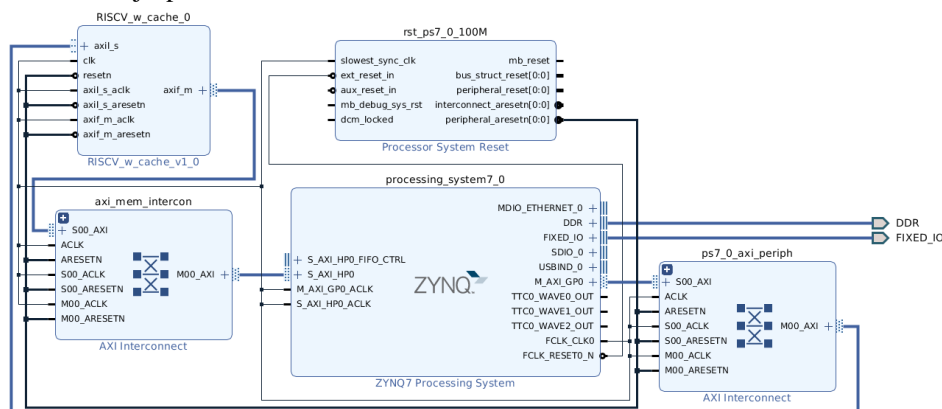 RISCV_w_cache_0
axil_s
clk
resetn
axil_s_aclk
axif_m
axil_s_aresetn
axif_m_aclk
axif_m_aresetn
RISCV_w_cache_v1_0
rst_ps7_0_100M
slowest_sync_clk
mb_reset
ext_reset_in
bus_struct_reset[0:0]
aux_reset_in
peripheral_reset[0:0]
mb_debug_sys_rst
interconnect_aresetn[0:0]
dcm_locked
peripheral_aresetn[0:0]
Processor System Reset
axi_mem_intercon
S00_AXI
ACLK
ARESETN
S00_ACLK
M00_AXI
S00_ARESETN
M00_ACLK
M00_ARESETN
AXI Interconnect
processing_system7_0
MDIO_ETHERNET_0
DDR
FIXED_IO
S_AXI_HP0_FIFO_CTRL
SDIO_0
S_AXI_HP0
USBIND_0
M_AXI_GP0_ACLK
M_AXI_GP0
S_AXI_HP0_ACLK
TTC0_WAVE0_OUT
TTC0_WAVE1_OUT
TTC0_WAVE2_OUT
FCLK_CLK0
FCLK_RESET0_N
ZYNQ
ZYNQ7 Processing System
DDR
FIXED_IO
ps7_0_axi_periph
S00_AXI
ACLK
ARESETN
S00_ACLK
M00_AXI
S00_ARESETN
M00_ACLK
M00_ARESETN
AXI Interconnect